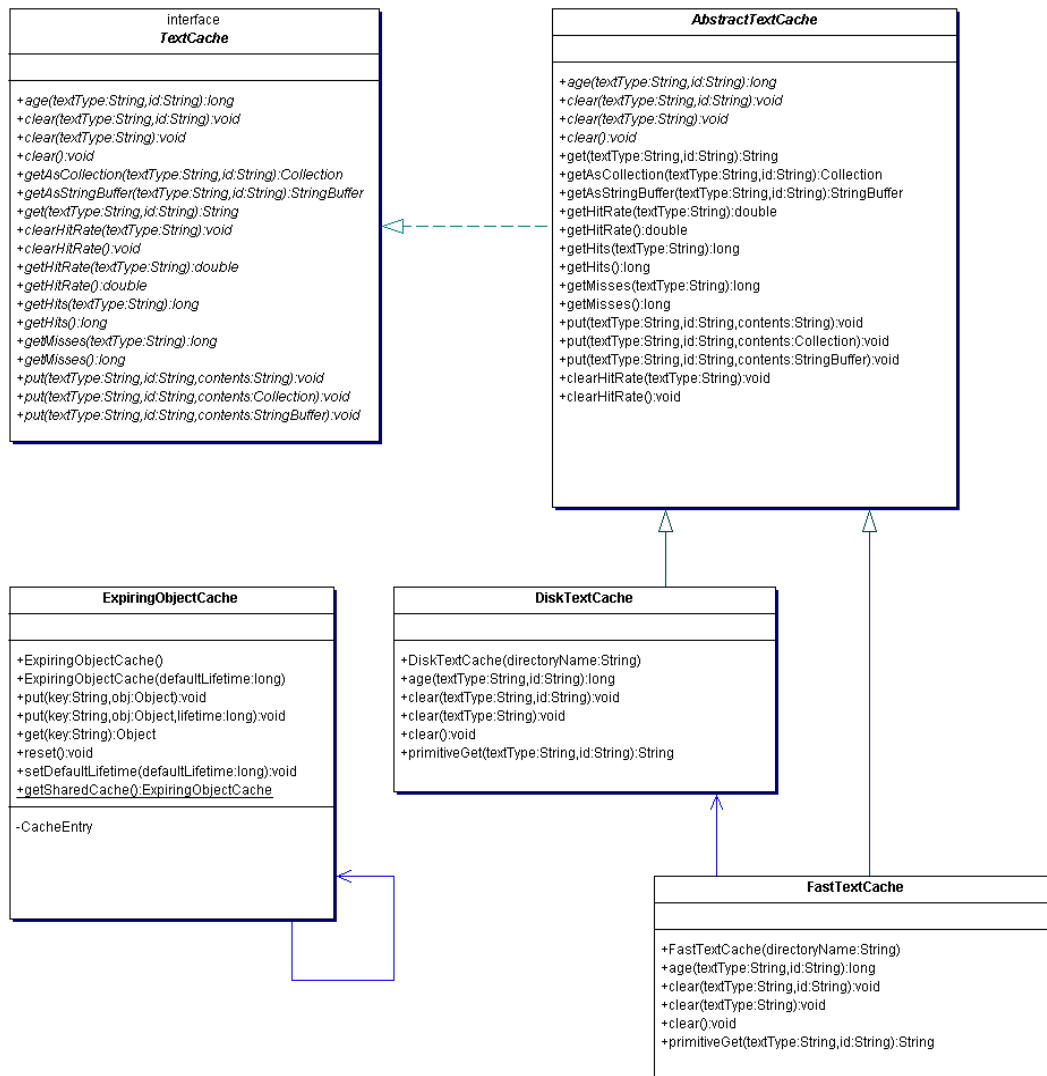 interface
TextCache
+age(textType:String,id:String):long
+clear(textType:String,id:String):void
+clear(textType:String):void
+clear():void
+getAsCollection(textType:String,id:String):Collection
+getAsStringBuffer(textType:String,id:String):StringBuffer
+get(textType:String,id:String):String
+clearHitRate(textType:String):void
+clearHitRate():void
+getHitRate(textType:String):double
+getHitRate():double
+getHits(textType:String):long
+getHits():long
+getMisses(textType:String):long
+getMisses():long
+put(textType:String,id:String,contents:String):void
+put(textType:String,id:String,contents:Collection):void
+put(textType:String,id:String,contents:StringBuffer):void
AbstractTextCache
+age(textType:String,id:String):long
+clear(textType:String,id:String):void
+clear(textType:String):void
+clear():void
+get(textType:String,id:String):String
+getAsCollection(textType:String,id:String):Collection
+getAsStringBuffer(textType:String,id:String):StringBuffer
+getHitRate(textType:String):double
+getHitRate():double
+getHits(textType:String):long
+getHits():long
+getMisses(textType:String):long
+getMisses():long
+put(textType:String,id:String,contents:String):void
+put(textType:String,id:String,contents:Collection):void
+put(textType:String,id:String,contents:StringBuffer):void
+clearHitRate(textType:String):void
+clearHitRate():void
ExpiringObjectCache
+ExpiringObjectCache()
+ExpiringObjectCache(defaultLifetime:long)
+put(key:String,obj:Object):void
+put(key:String,obj:Object,lifetime:long):void
+get(key:String):Object
+reset():void
+setDefaultLifetime(defaultLifetime:long):void
+getSharedCache():ExpiringObjectCache
-CacheEntry
DiskTextCache
+DiskTextCache(directoryName:String)
+age(textType:String,id:String):long
+clear(textType:String,id:String):void
+clear(textType:String):void
+clear():void
+primitiveGet(textType:String,id:String):String
FastTextCache
+FastTextCache(directoryName:String)
+age(textType:String,id:String):long
+clear(textType:String,id:String):void
+clear(textType:String):void
+clear():void
+primitiveGet(textType:String,id:String):String